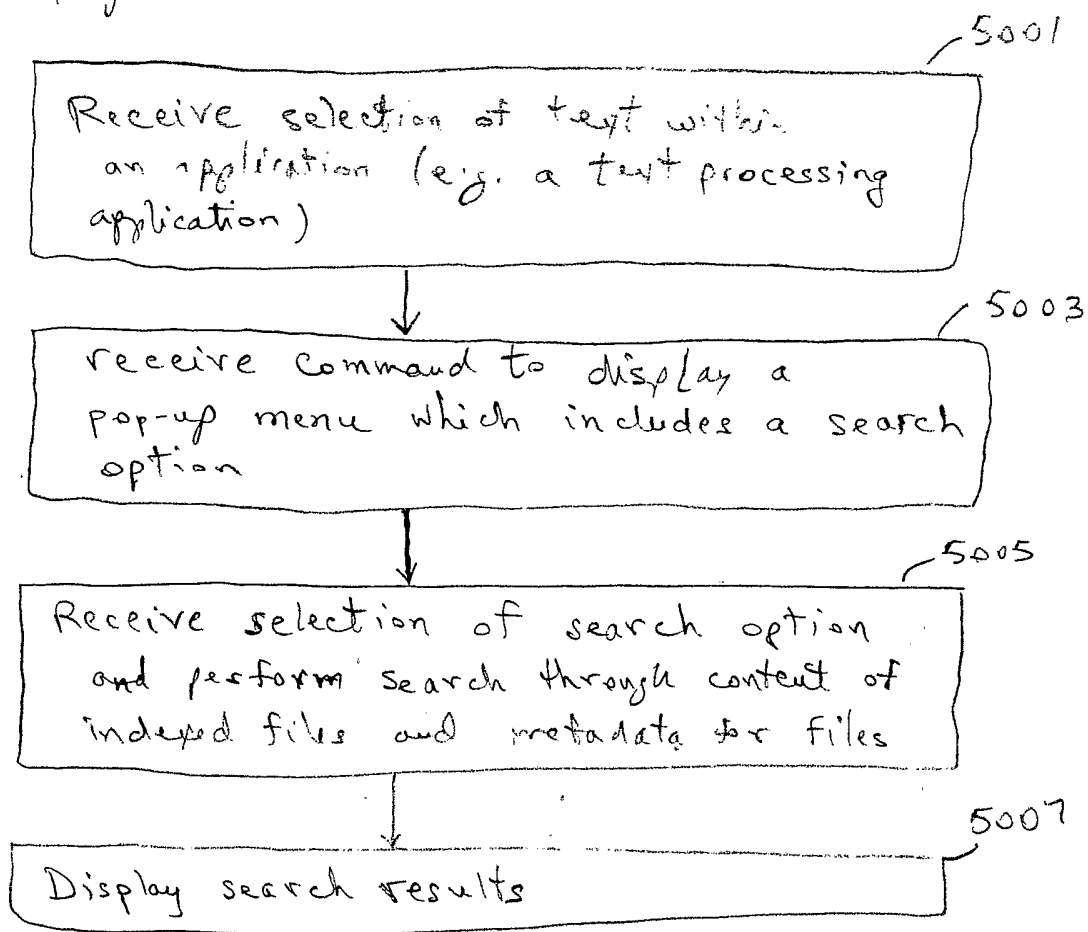 5001
Receive selection of text within
an application (e.g. a text processing
application)
5003
receive command to display a
pop-up menu which includes a search
option
5005
Receive selection of search option
and perform search through content of
indexed files and metadata for files
5007
Display search results